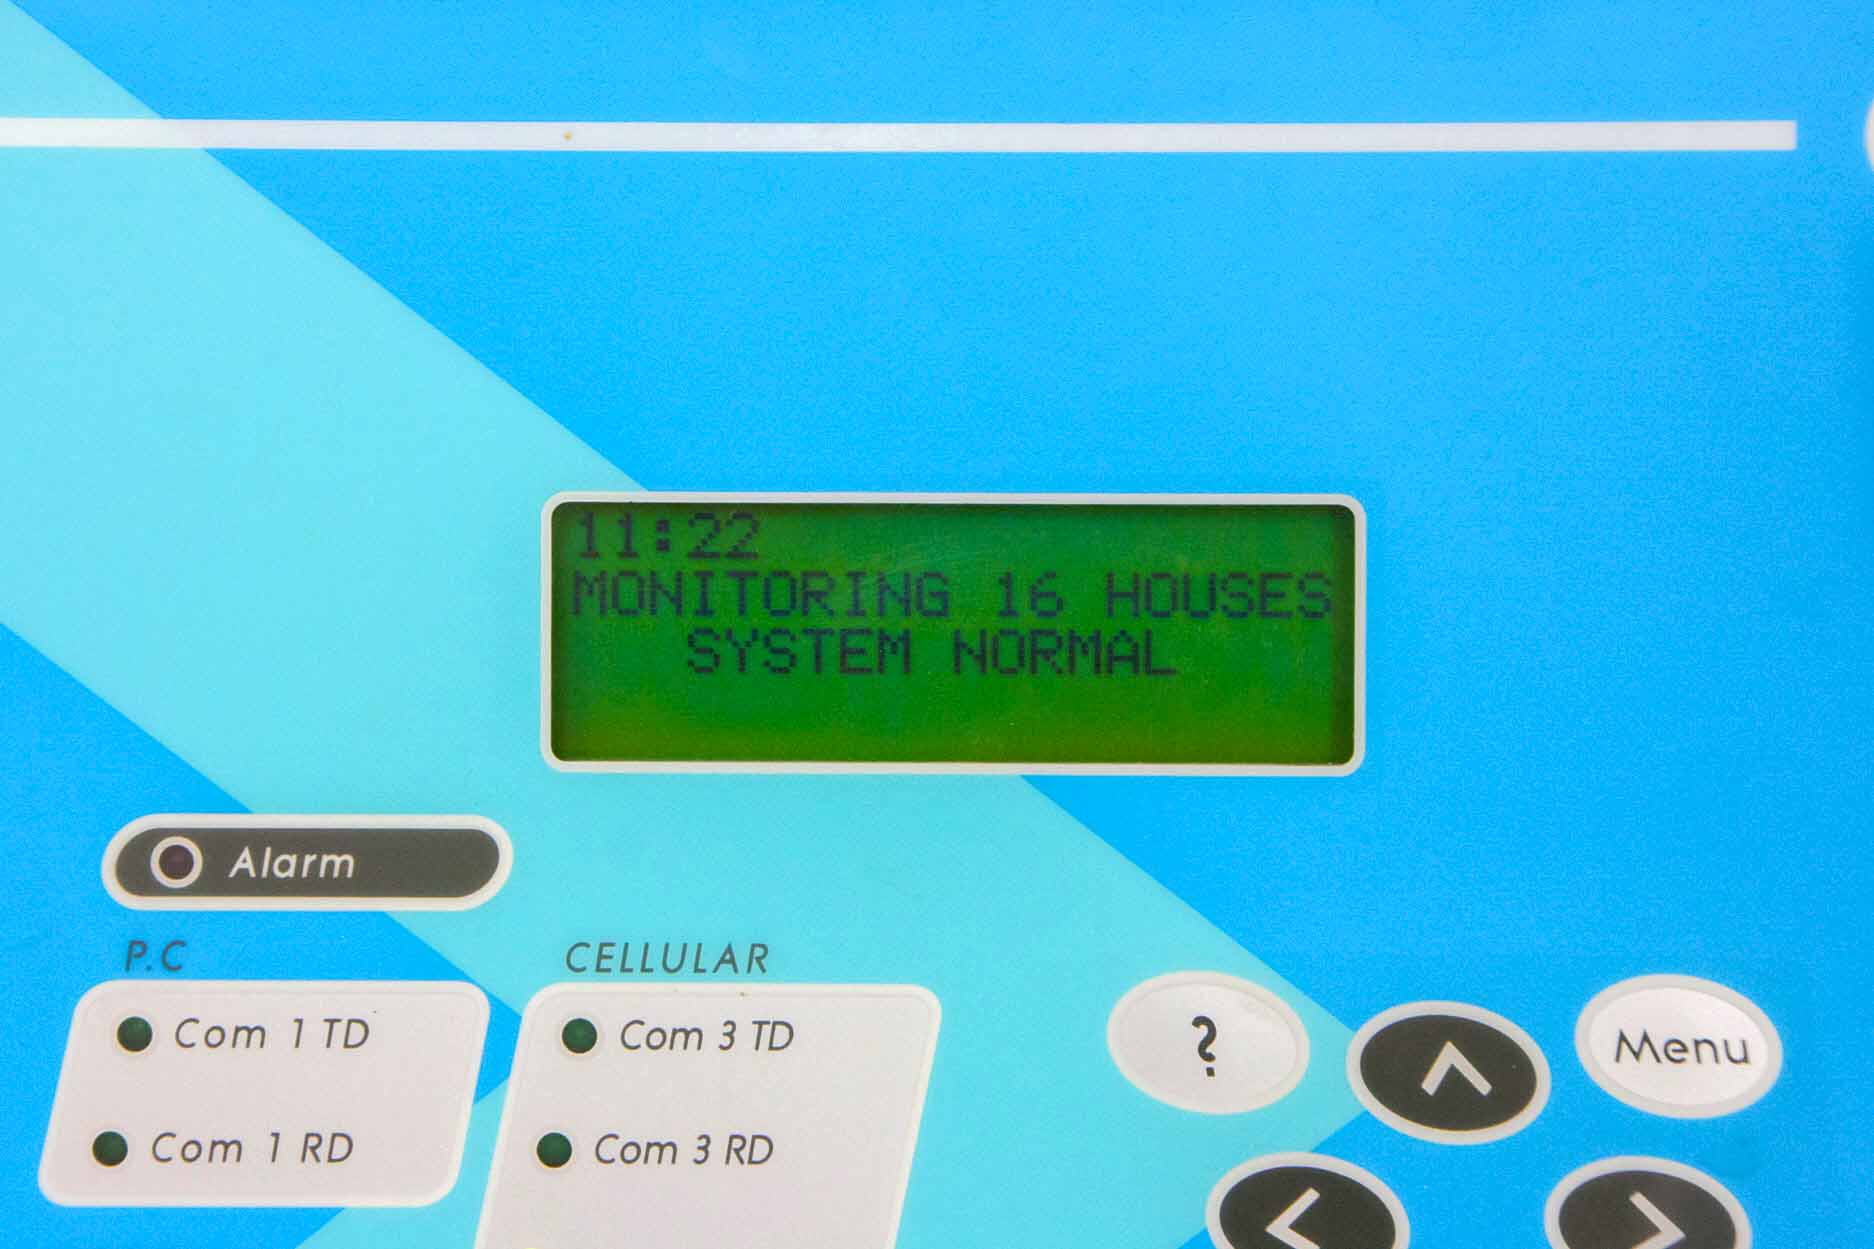 11:22
MONITORING 16 HOUSES
SYSTEM NORMAL
Alarm
P.C
CELLULAR
Com 1 TD
Com 3 TD
?
Menu
Com 1 RD
Com 3 RD